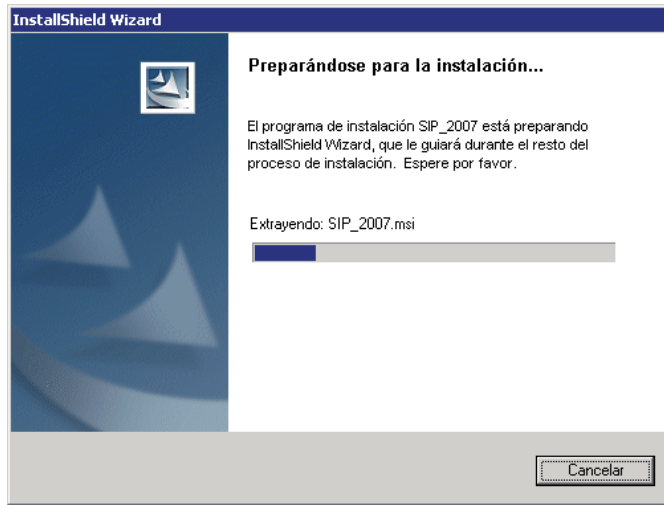 InstallShield Wizard
Preparándose para la instalación...
El programa de instalación SIP_2007 está preparando
InstallShield Wizard, que le guiará durante el resto del
proceso de instalación. Espere por favor.
Extrayendo: SIP_2007.msi
Cancelar